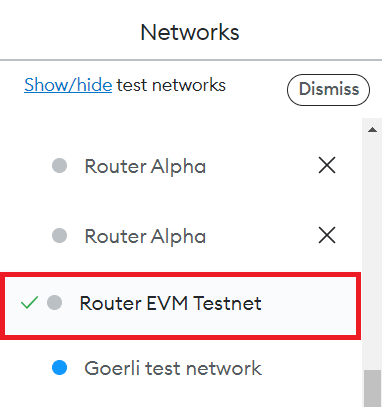 Networks
Show/hide test networks
Dismiss
Router Alpha
Router Alpha
Router EVM Testnet
Goerli test network